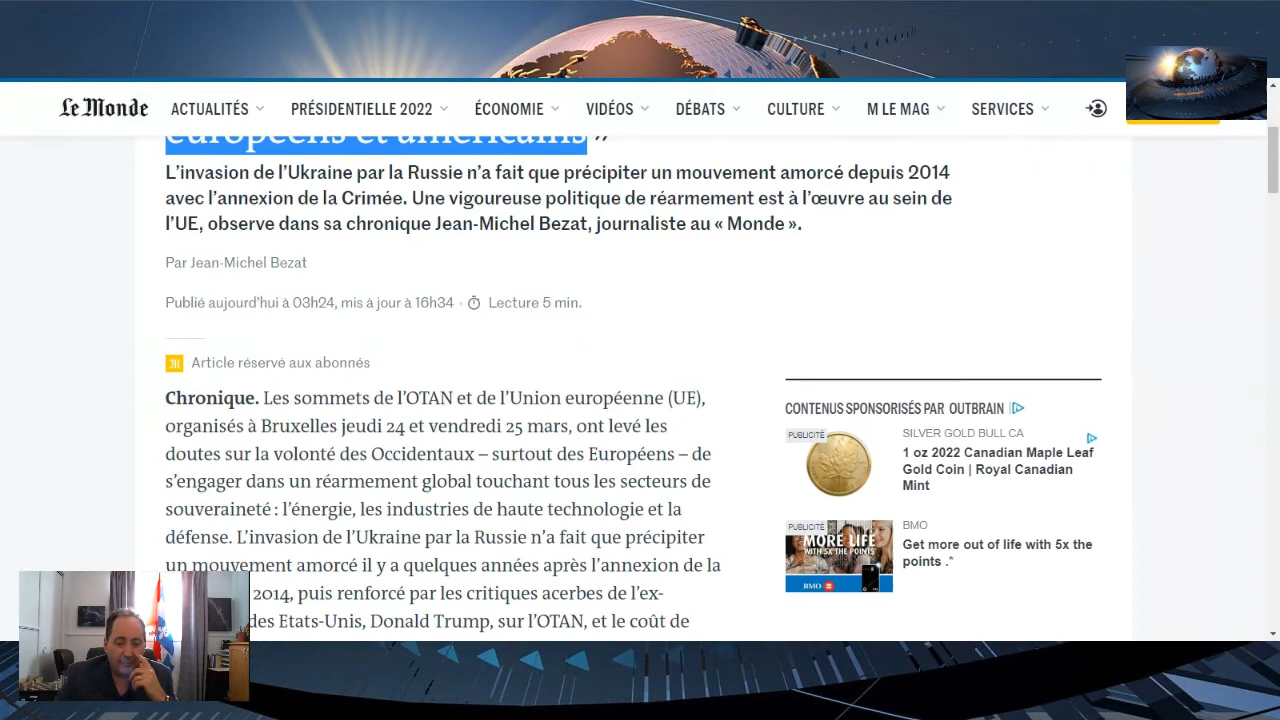 Le Monde
ACTUALITÉS
PRÉSIDENTIELLE 2022
ÉCONOMIE
VIDÉOS
DÉBATS
CULTURE
M LE MAG
SERVICES
européens et américains »
L’invasion de l’Ukraine par la Russie n’a fait que précipiter un mouvement amorcé depuis 2014
avec l’annexion de la Crimée. Une vigoureuse politique de réarmement est à l’œuvre au sein de
l’UE, observe dans sa chronique Jean-Michel Bezat, journaliste au « Monde ».
Par Jean-Michel Bezat
Publié aujourd’hui à 03h24, mis à jour à 16h34 • Lecture 5 min.
Article réservé aux abonnés
Chronique. Les sommets de l’OTAN et de l’Union européenne (UE),
organisés à Bruxelles jeudi 24 et vendredi 25 mars, ont levé les
doutes sur la volonté des Occidentaux – surtout des Européens – de
s’engager dans un réarmement global touchant tous les secteurs de
souveraineté : l’énergie, les industries de haute technologie et la
défense. L’invasion de l’Ukraine par la Russie n’a fait que précipiter
un mouvement amorcé il y a quelques années après l’annexion de la
2014, puis renforcé par les critiques acerbes de l’ex-
des Etats-Unis, Donald Trump, sur l’OTAN, et le coût de
CONTENUS SPONSORISÉS PAR OUTBRAIN
PUBLICITÉ
SILVER GOLD BULL CA
1 oz 2022 Canadian Maple Leaf
Gold Coin | Royal Canadian
Mint
PUBLICITÉ
MORE LIFE
WITH 5X THE POINTS
BMO
BMO
Get more out of life with 5x the
points .*